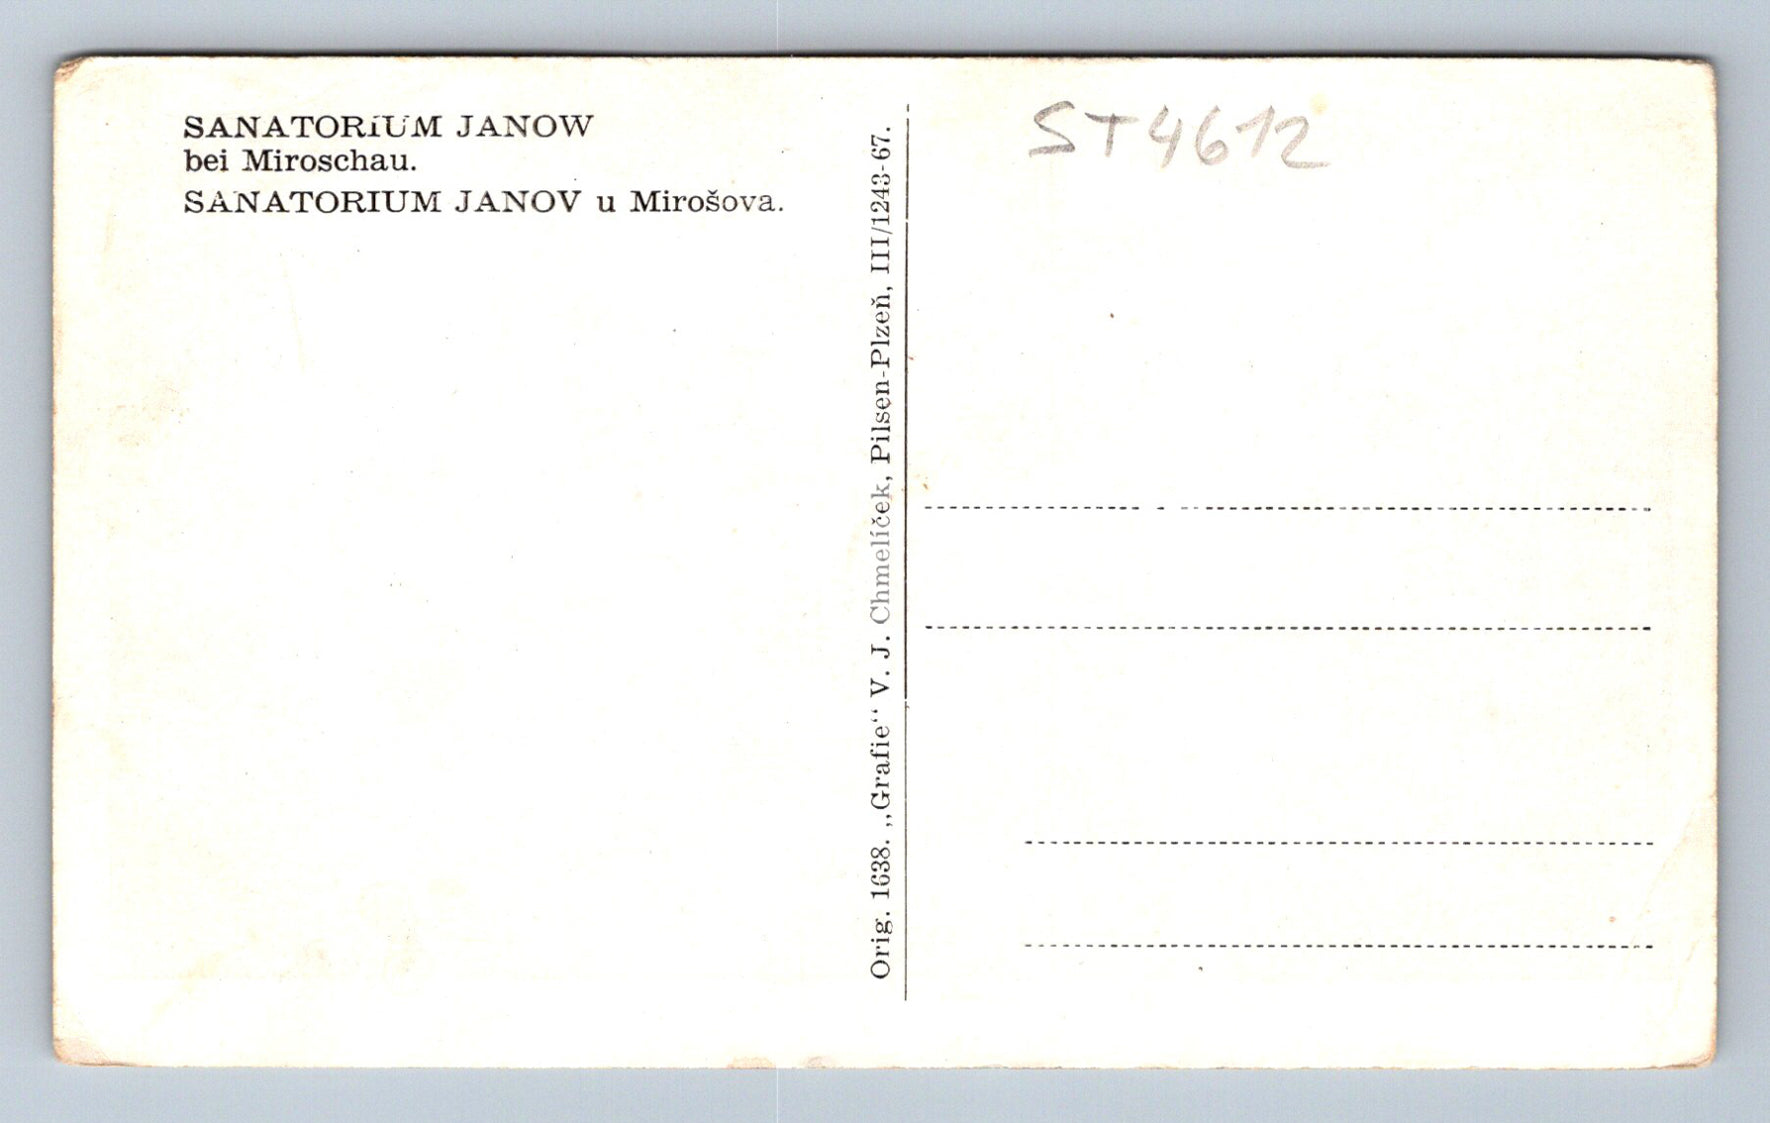 SANATORIUM JANOW
bei Miroschau.
SANATORIUM JANOV u Mirošova.
Orig. 1638. „Grafie“ V. J. Chmelíček, Pilsen-Plzeň, III/1243-67.
ST4612